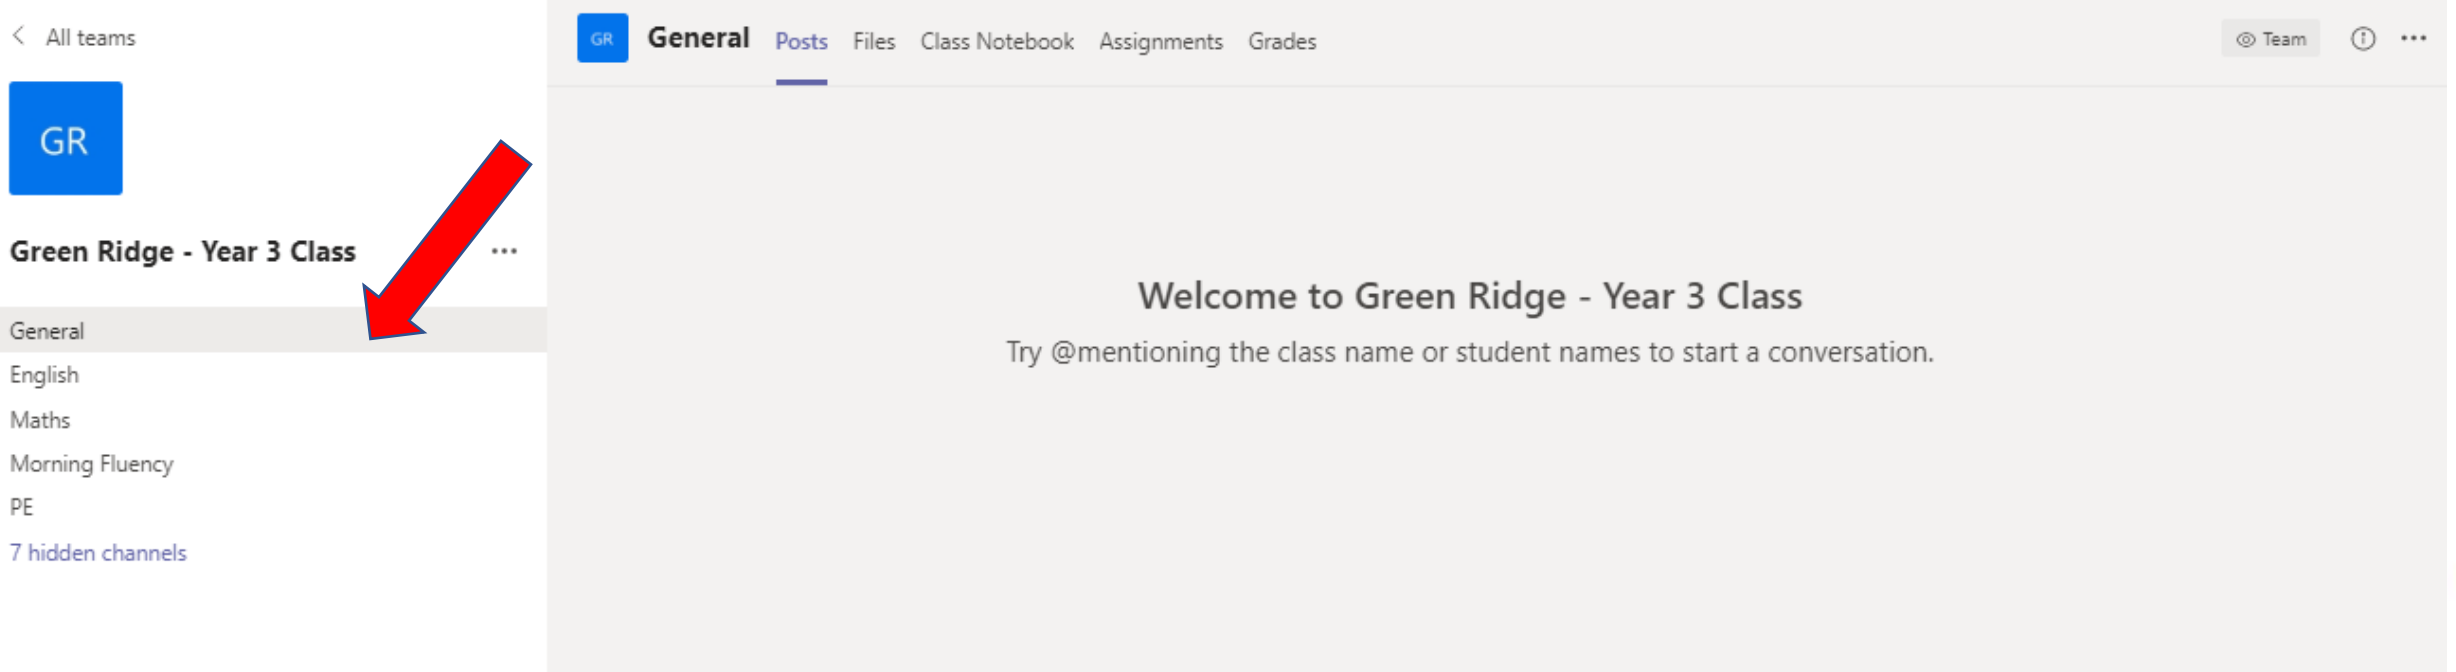 All teams
GR
Green Ridge - Year 3 Class
General
English
Maths
Morning Fluency
PE
7 hidden channels
GR General Posts Files Class Notebook Assignments Grades Team
Welcome to Green Ridge - Year 3 Class
Try @mentioning the class name or student names to start a conversation.